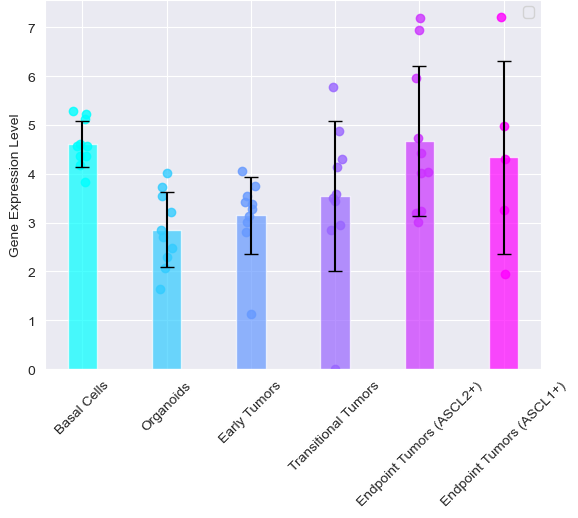 Gene Expression Level
7
6
5
4
3
2
1
0
Basal Cells
Organoids
Early Tumors
Transitional Tumors
Endpoint Tumors (ASCL2+)
Endpoint Tumors (ASCL1+)